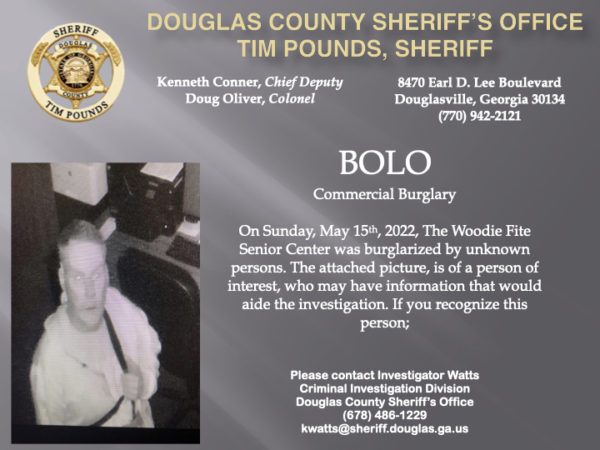 DOUGLAS COUNTY SHERIFF'S OFFICE
TIM POUNDS, SHERIFF
SHERIFF
DOUGLAS
COUNTY
TIM POUNDS
Kenneth Conner, Chief Deputy
Doug Oliver, Colonel
8470 Earl D. Lee Boulevard
Douglasville, Georgia 30134
(770) 942-2121
BOLO
Commercial Burglary
On Sunday, May 15th, 2022, The Woodie Fite
Senior Center was burglarized by unknown
persons. The attached picture, is of a person of
interest, who may have information that would
aide the investigation. If you recognize this
person;
Please contact Investigator Watts
Criminal Investigation Division
Douglas County Sheriff's Office
(678) 486-1229
kwatts@sheriff.douglas.ga.us